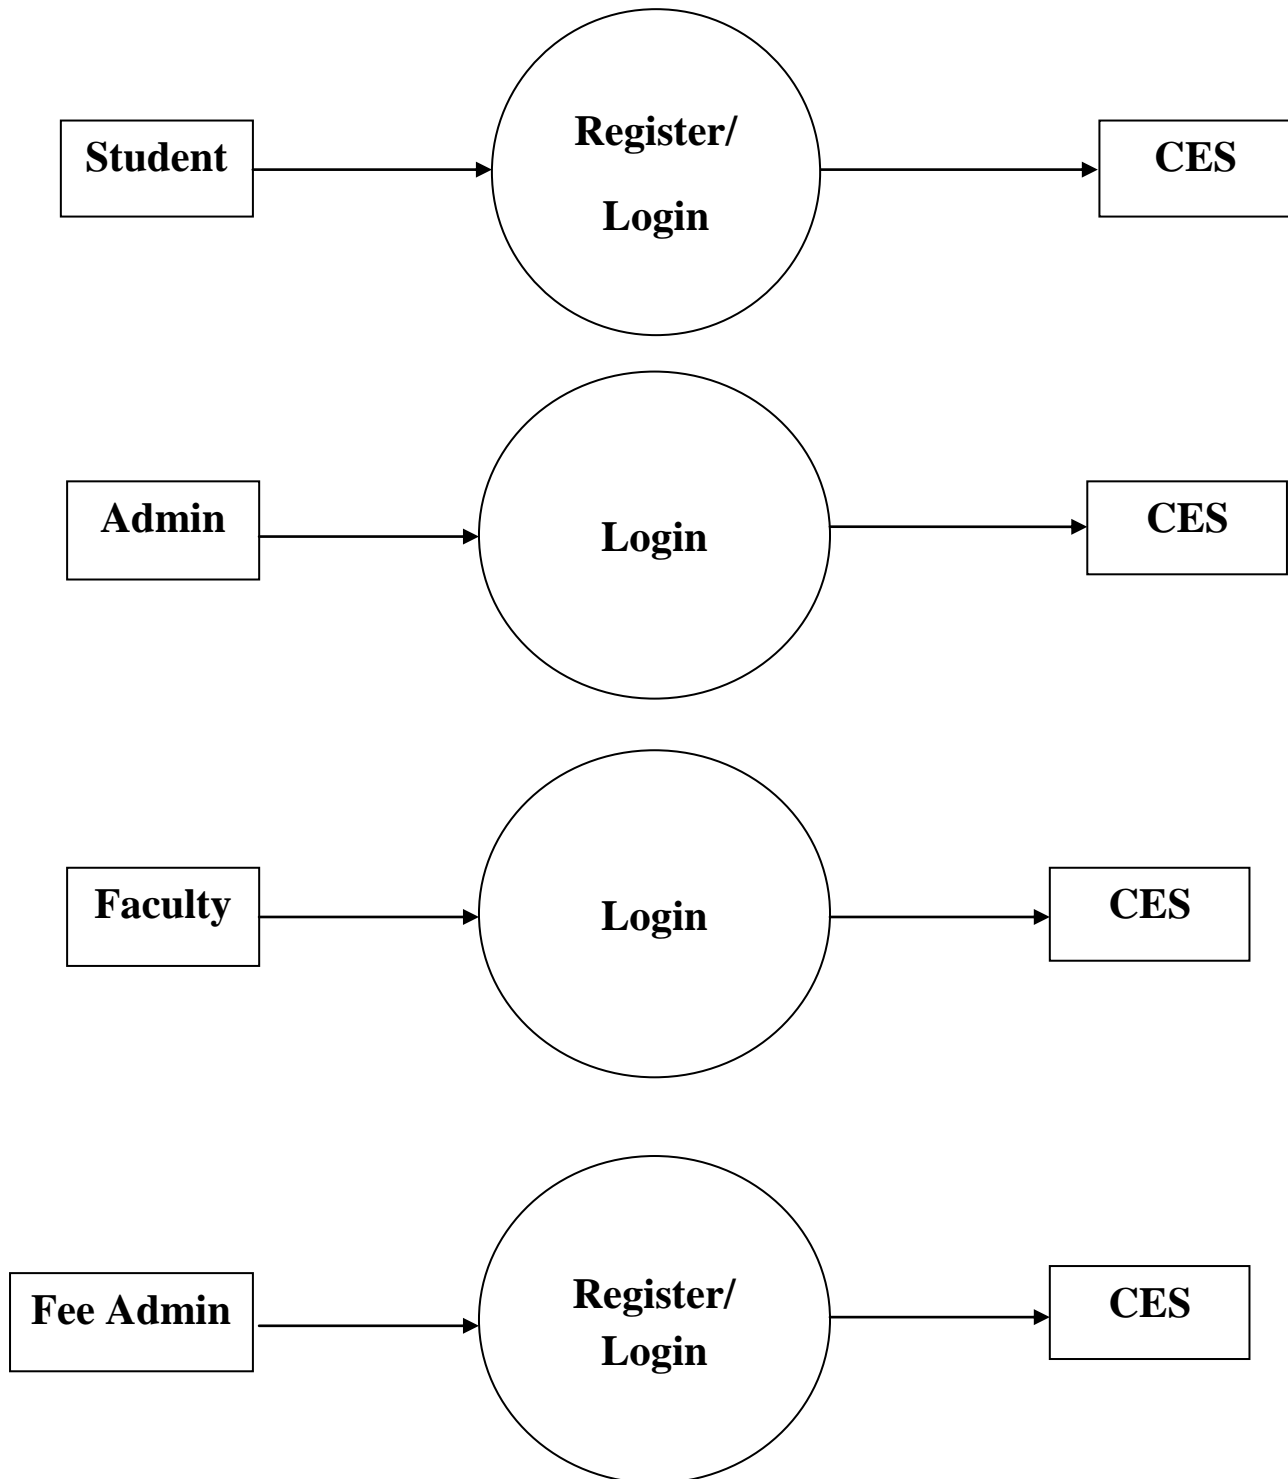 Student
Register/
Login
CES
Admin
Login
CES
Faculty
Login
CES
Fee Admin
Register/
Login
CES